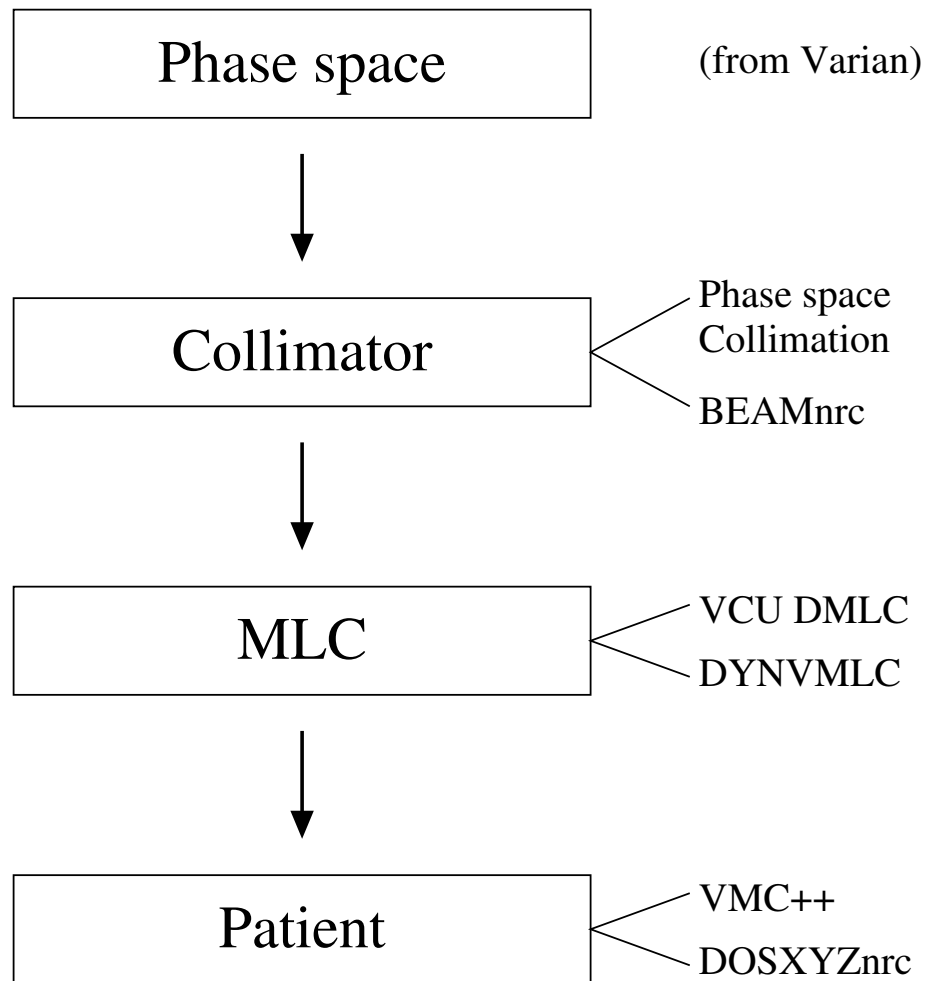 Phase space
(from Varian)
Collimator
Phase space
Collimation
BEAMnrc
MLC
VCU DMLC
DYNVMLC
Patient
VMC++
DOSXYZnrc